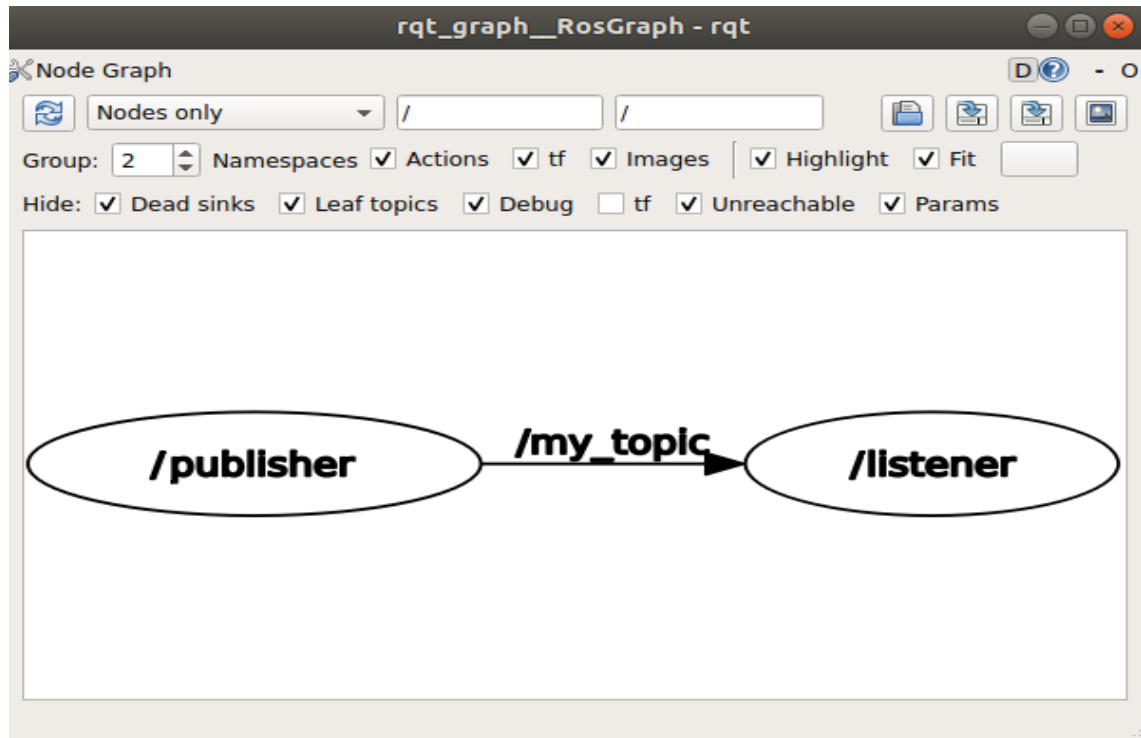 rqt_graph__RosGraph - rqt
Node Graph D ? - O
Nodes only / /
Group: 2 Namespaces Actions tf Images Highlight Fit
Hide: Dead sinks Leaf topics Debug tf Unreachable Params
/publisher /my_topic /listener